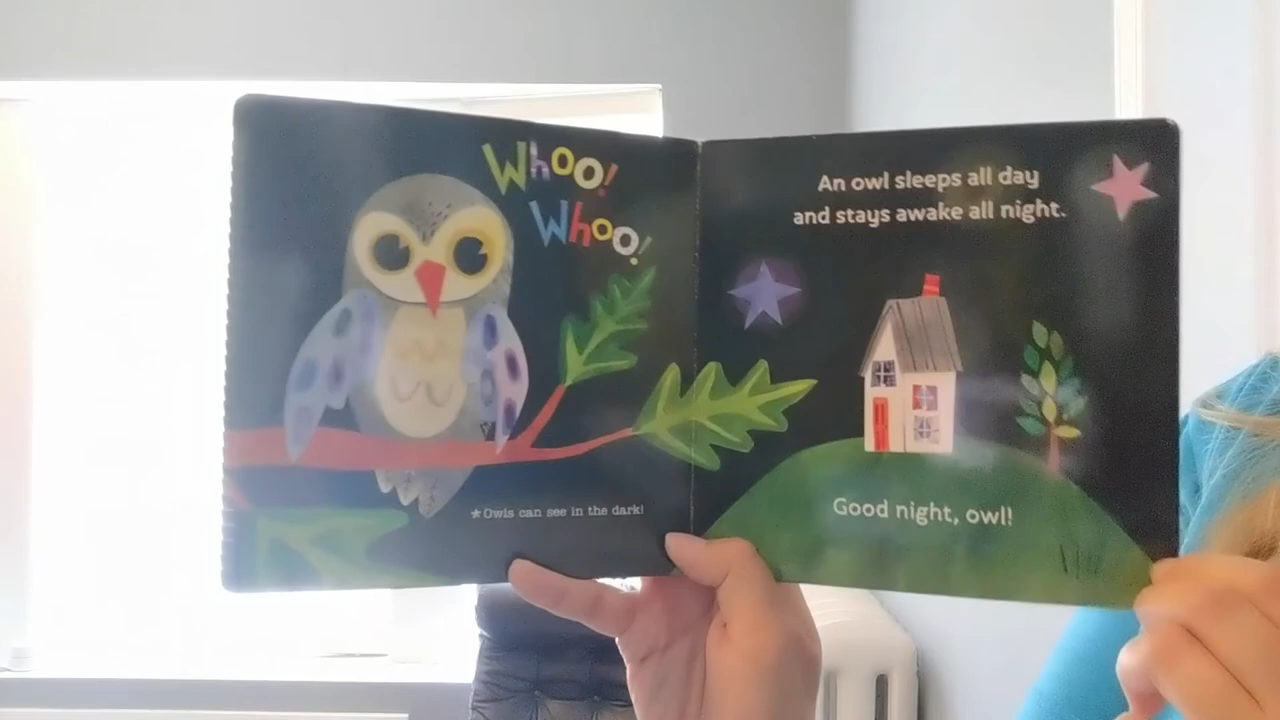 Whoo!
Whoo!
*Owls can see in the dark!
An owl sleeps all day
and stays awake all night.
Good night, owl!